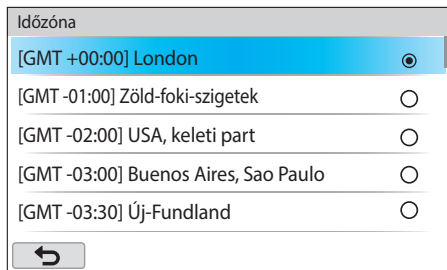 Időzóna
[GMT +00:00] London
[GMT -01:00] Zöld-foki-szigetek
[GMT -02:00] USA, keleti part
[GMT -03:00] Buenos Aires, Sao Paulo
[GMT -03:30] Új-Fundland